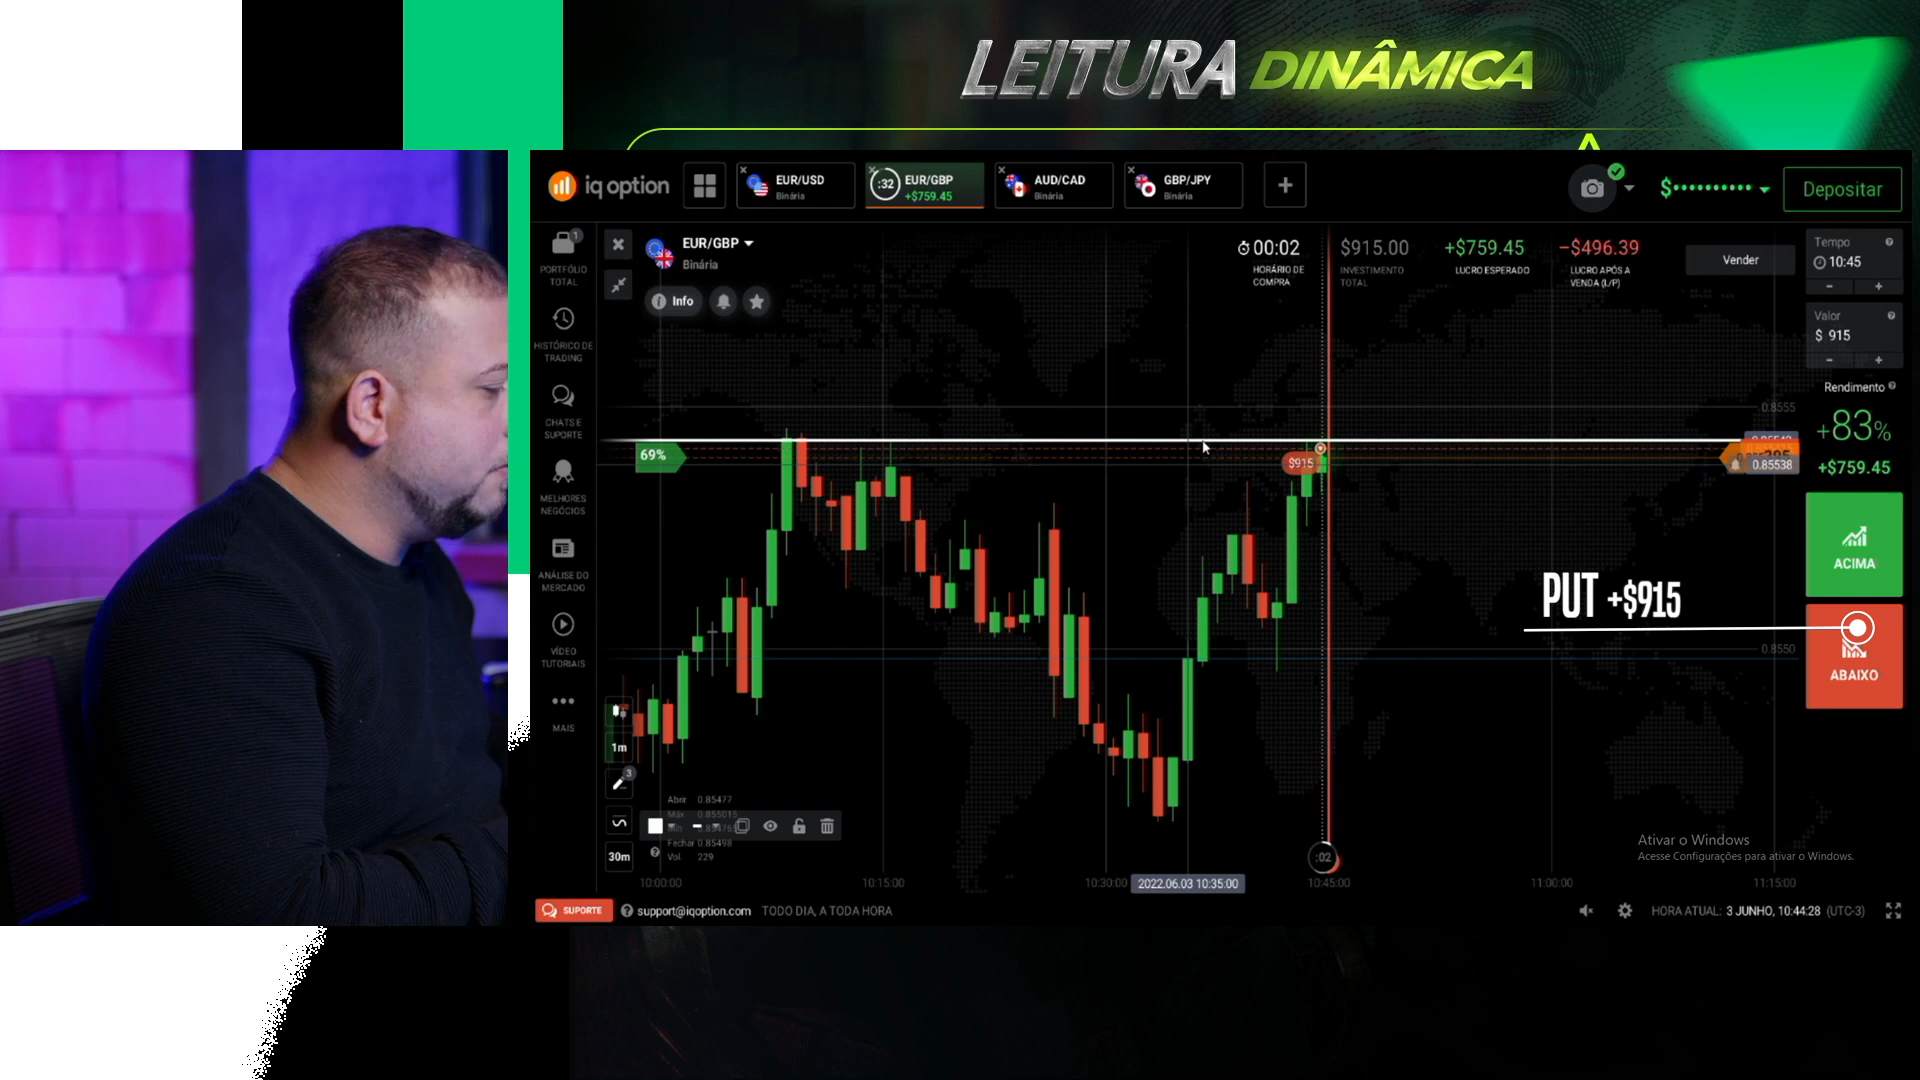 LEITURA DINÂMICA
iq option
EUR/USD
Binária
:32
EUR/GBP
+$759.45
AUD/CAD
Binária
GBP/JPY
Binária
+
$
Depositar
1
PORTFÓLIO
TOTAL
HISTÓRICO DE
TRADING
CHATS E
SUPORTE
MELHORES
NEGÓCIOS
ANÁLISE DO
MERCADO
VÍDEO
TUTORIAIS
MAIS
EUR/GBP
Binária
Info
00:02
HORÁRIO DE
COMPRA
$915.00
INVESTIMENTO
TOTAL
+$759.45
LUCRO ESPERADO
−$496.39
LUCRO APÓS A
VENDA (L/P)
Vender
Tempo
10:45
- +
Valor
$ 915
- +
Rendimento
+83%
+$759.45
ACIMA
ABAIXO
PUT +$915
69%
$915
0.8555
0.85538
0.8550
1m
3
30m
Abrir 0.85477
Máx 0.855015
Fechar 0.85498
Vol. 229
:02
10:00:00
10:15:00
10:30:00
2022.06.03 10:35:00
10:45:00
11:00:00
11:15:00
Ativar o Windows
Acesse Configurações para ativar o Windows.
SUPORTE
support@iqoption.com
TODO DIA, A TODA HORA
HORA ATUAL: 3 JUNHO, 10:44:28 (UTC-3)